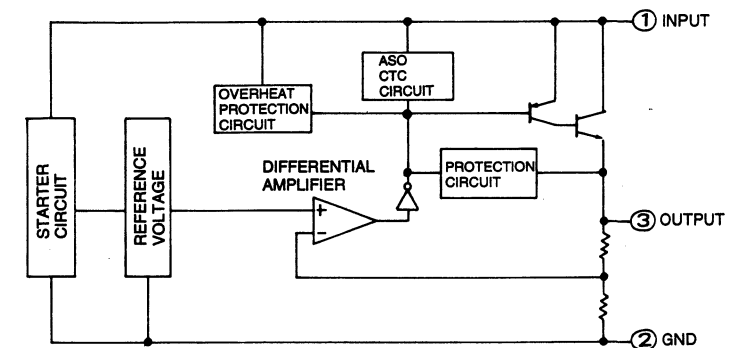 ① INPUT
ASO
CTC
CIRCUIT
OVERHEAT
PROTECTION
CIRCUIT
STARTER
CIRCUIT
REFERENCE
VOLTAGE
DIFFERENTIAL
AMPLIFIER
+
−
PROTECTION
CIRCUIT
③ OUTPUT
② GND